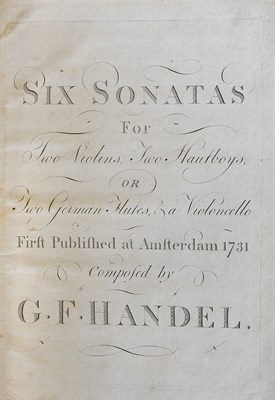 SIX SONATAS
For
Two Violins, Two Hautboys,
OR
Two German Flutes, & a Violoncello
Firſt Publiſhed at Amſterdam 1731
Composed by
G.F.HANDEL.